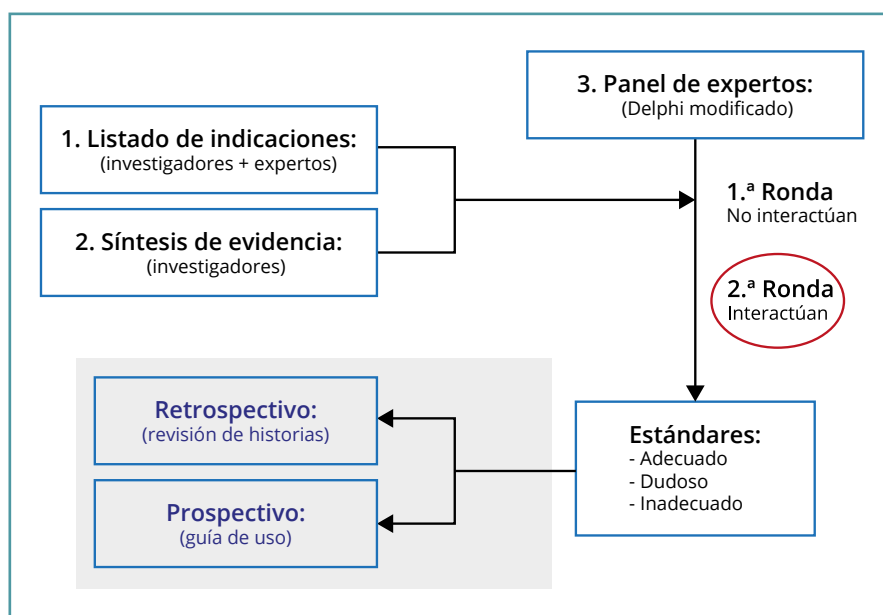 1. Listado de indicaciones:
(investigadores + expertos)
2. Síntesis de evidencia:
(investigadores)
3. Panel de expertos:
(Delphi modificado)
1.ª Ronda
No interactúan
2.ª Ronda
Interactúan
Estándares:
- Adecuado
- Dudoso
- Inadecuado
Retrospectivo:
(revisión de historias)
Prospectivo:
(guía de uso)